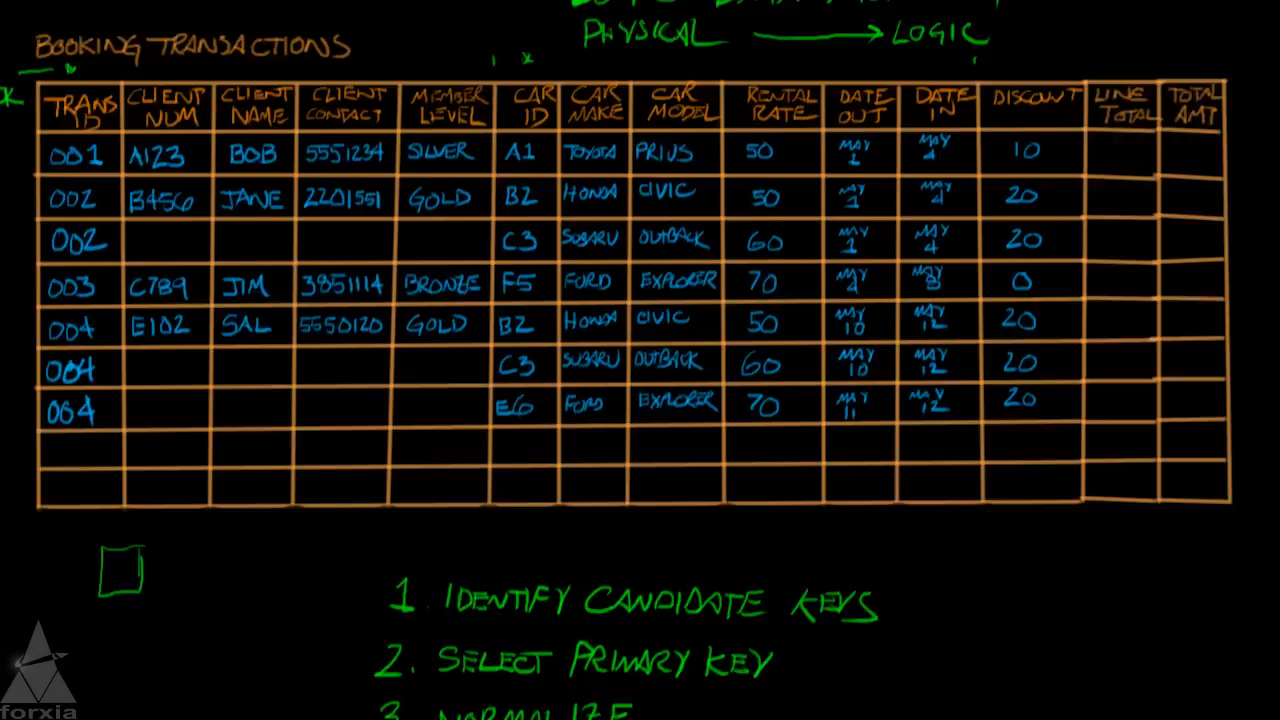 PHYSICAL → LOGIC
BOOKING TRANSACTIONS
TRANS ID CLIENT NUM CLIENT NAME CLIENT CONTACT MEMBER LEVEL CAR ID CAR MAKE CAR MODEL RENTAL RATE DATE OUT DATE IN DISCOUNT LINE TOTAL TOTAL AMT
001 A123 BOB 5551234 SILVER A1 TOYOTA PRIUS 50 MAY 1 MAY 4 10
002 B456 JANE 2201551 GOLD B2 HONDA CIVIC 50 MAY 1 MAY 4 20
002 C3 SUBARU OUTBACK 60 MAY 1 MAY 4 20
003 C789 JIM 3851114 BRONZE F5 FORD EXPLORER 70 MAY 4 MAY 8 0
004 E102 SAL 5550120 GOLD B2 HONDA CIVIC 50 MAY 10 MAY 12 20
004 C3 SUBARU OUTBACK 60 MAY 10 MAY 12 20
004 E6 FORD EXPLORER 70 MAY 11 MAY 12 20
1. IDENTIFY CANDIDATE KEYS
2. SELECT PRIMARY KEY
3. NORMALIZE
forxia